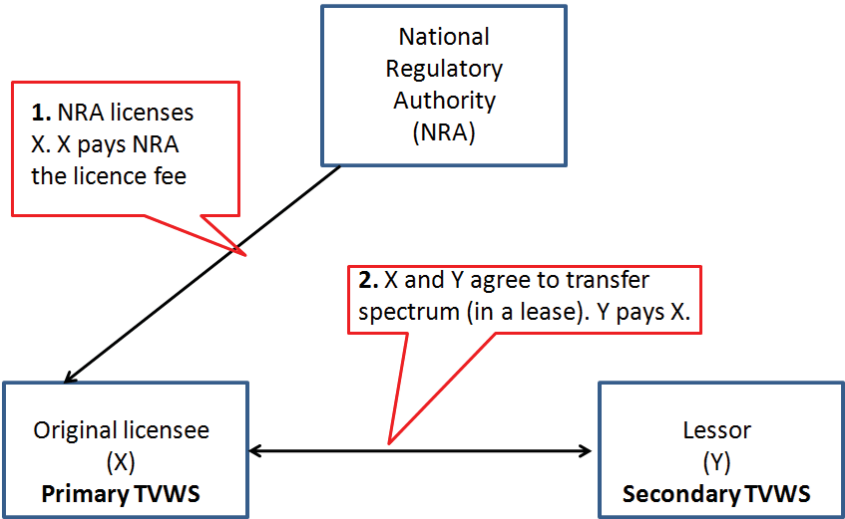 National
Regulatory
Authority
(NRA)
1. NRA licenses
X. X pays NRA
the licence fee
2. X and Y agree to transfer
spectrum (in a lease). Y pays X.
Original licensee
(X)
Primary TVWS
Lessor
(Y)
Secondary TVWS